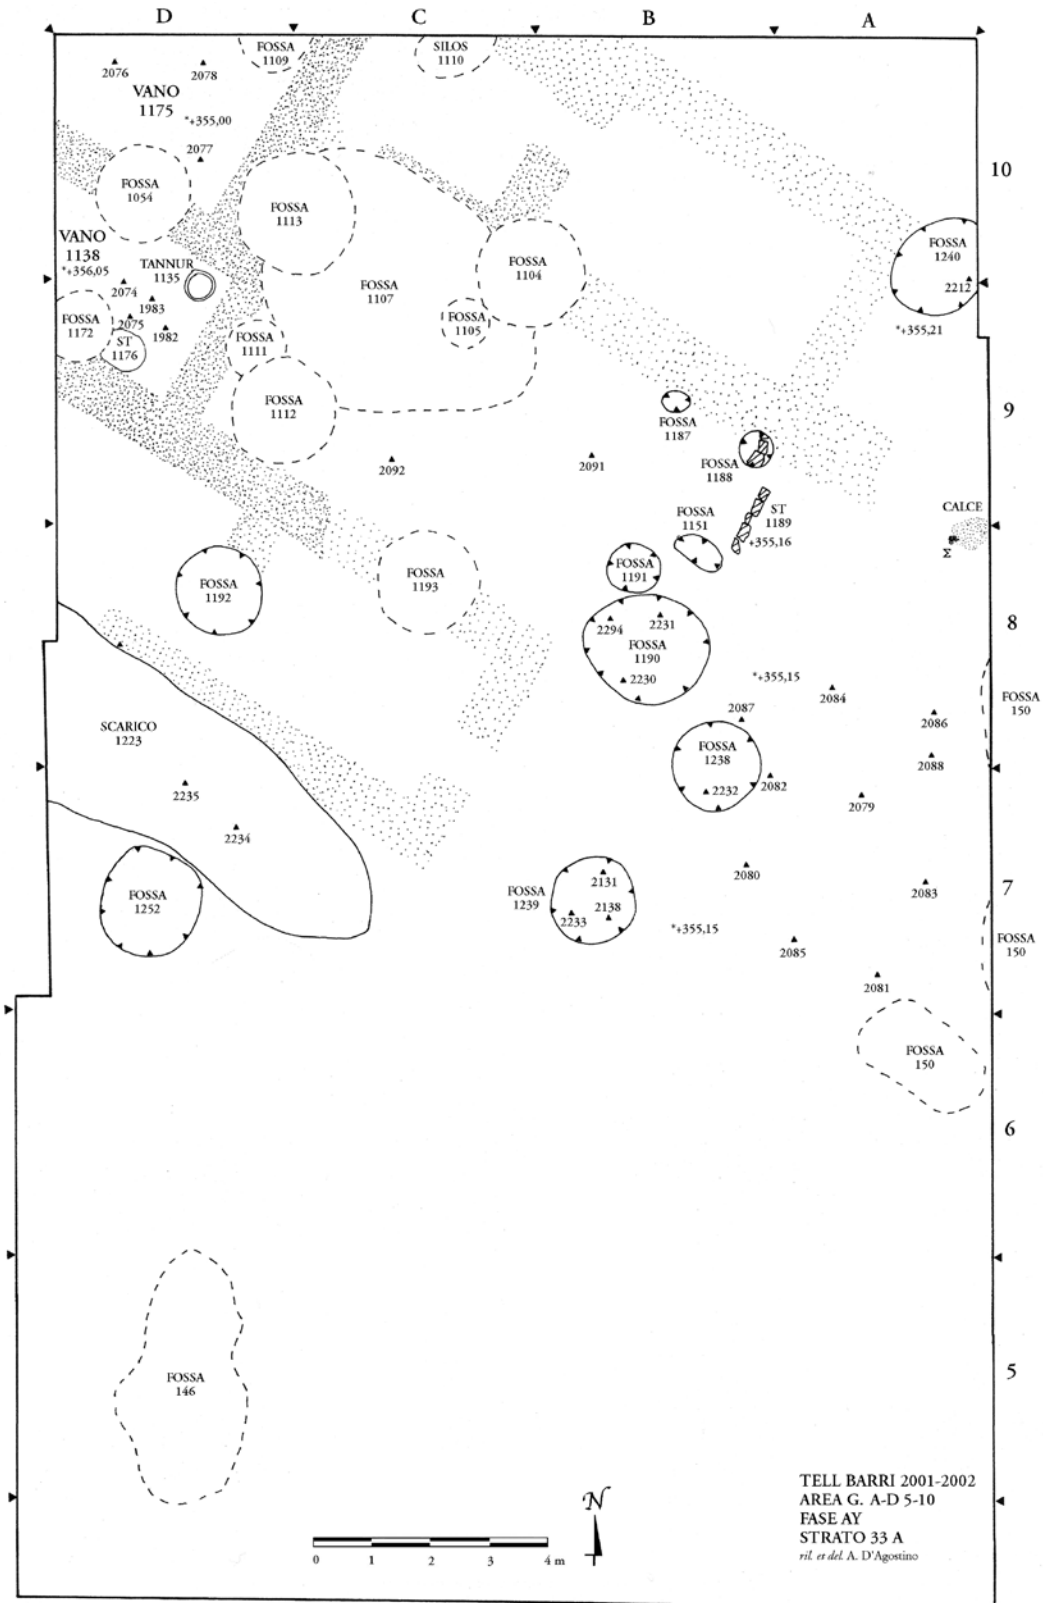 D
C
B
A
FOSSA
1109
SILOS
1110
2076
2078
VANO
1175
*+355,00
2077
10
FOSSA
1054
FOSSA
1113
VANO
1138
*+356,05
TANNUR
1135
FOSSA
1104
FOSSA
1240
2212
2074
1983
2075
1982
FOSSA
1107
FOSSA
1172
ST
1176
FOSSA
1111
FOSSA
1105
*+355,21
FOSSA
1112
FOSSA
1187
9
2092
2091
FOSSA
1188
FOSSA
1151
ST
1189
+355,16
CALCE
Σ
FOSSA
1192
FOSSA
1193
FOSSA
1191
8
2294
2231
FOSSA
1190
2230
*+355,15
2084
2087
2086
FOSSA
150
SCARICO
1223
FOSSA
1238
2088
2235
2232
2082
2079
2234
2080
7
FOSSA
1252
FOSSA
1239
2131
2138
2233
2083
*+355,15
2085
FOSSA
150
2081
FOSSA
150
6
FOSSA
146
5
N
0 1 2 3 4 m
TELL BARRI 2001-2002
AREA G. A-D 5-10
FASE AY
STRATO 33 A
ril. et del. A. D'Agostino